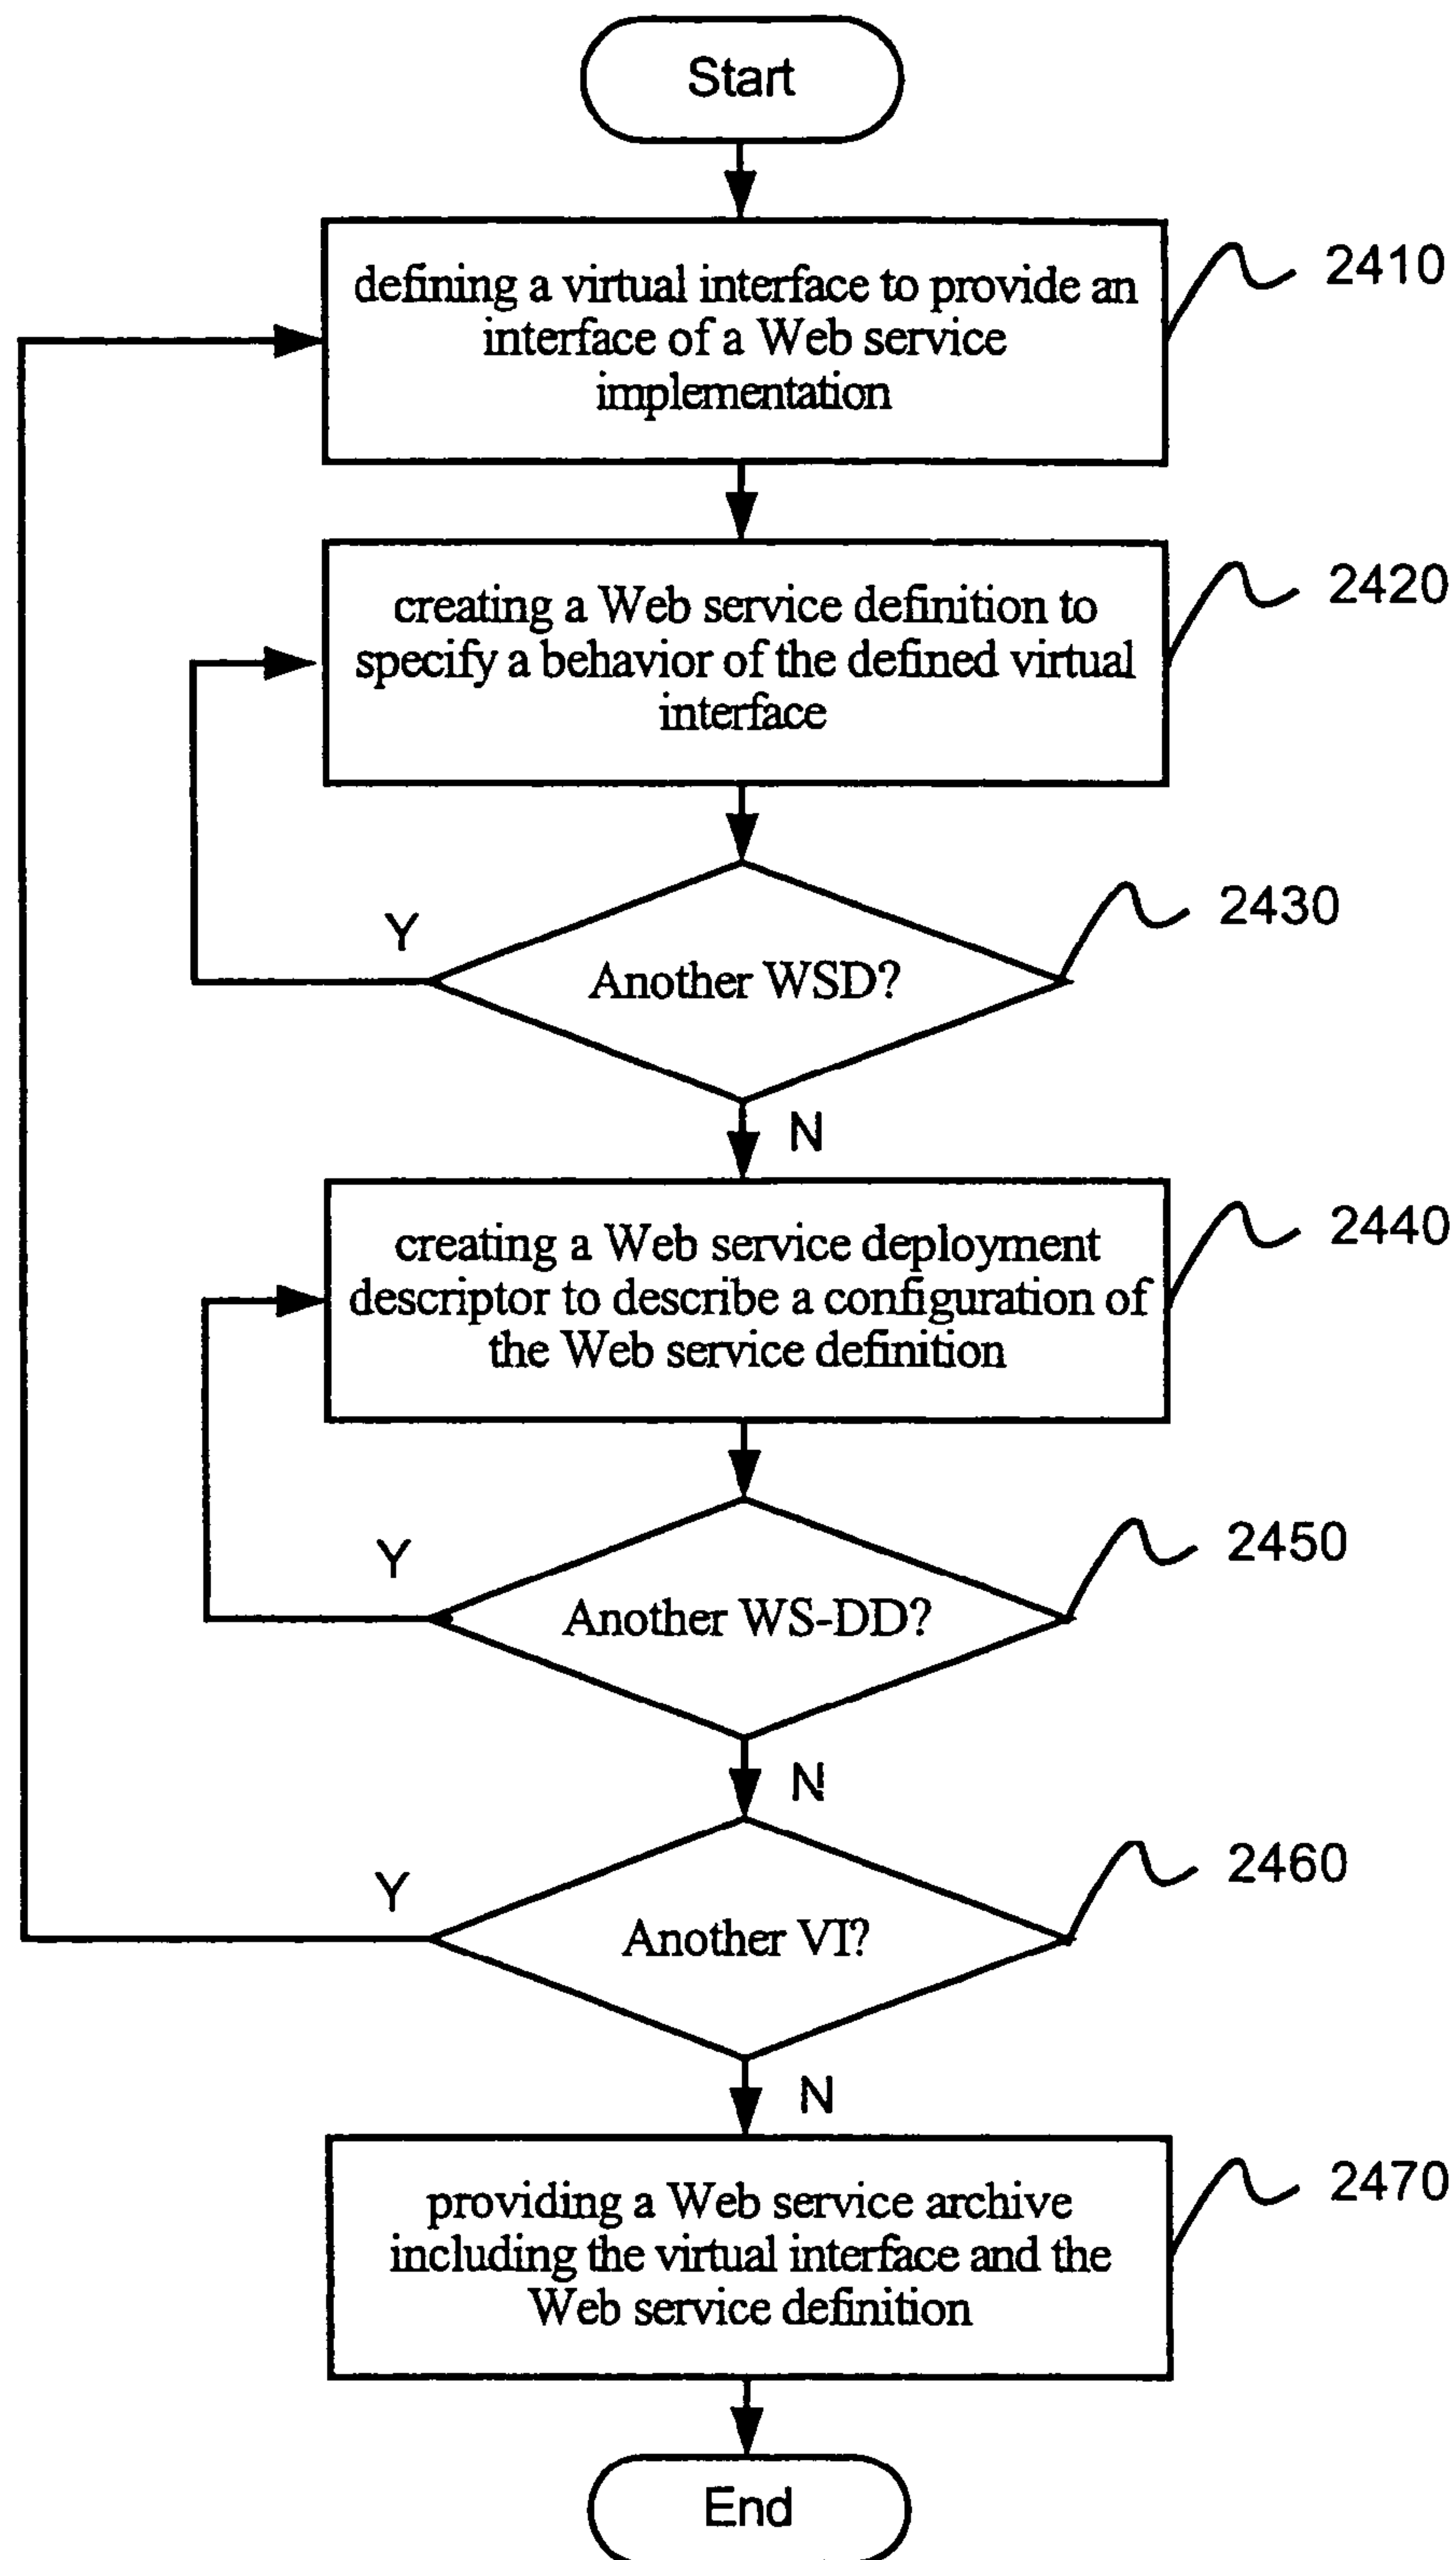 Start
defining a virtual interface to provide an
interface of a Web service
implementation
2410
creating a Web service definition to
specify a behavior of the defined virtual
interface
2420
Y
Another WSD?
2430
N
creating a Web service deployment
descriptor to describe a configuration of
the Web service definition
2440
Y
Another WS-DD?
2450
N
Y
Another VI?
2460
N
providing a Web service archive
including the virtual interface and the
Web service definition
2470
End